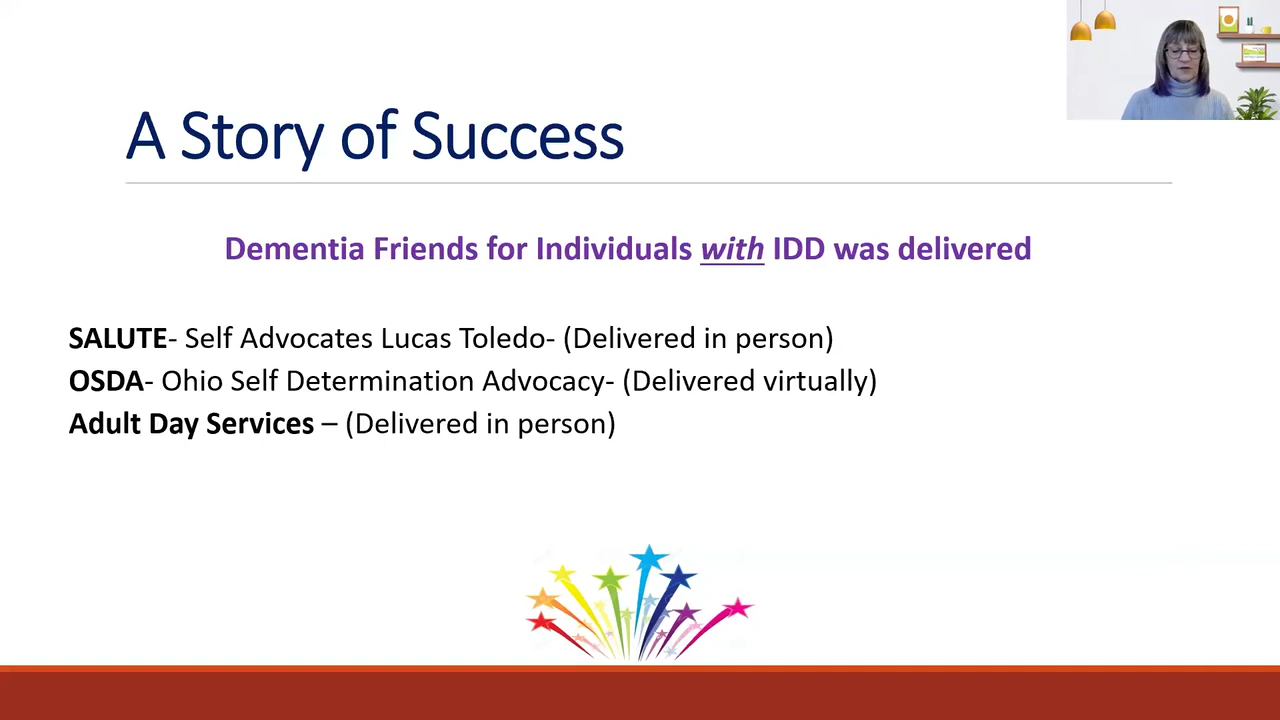 A Story of Success
Dementia Friends for Individuals with IDD was delivered
SALUTE- Self Advocates Lucas Toledo- (Delivered in person)
OSDA- Ohio Self Determination Advocacy- (Delivered virtually)
Adult Day Services – (Delivered in person)